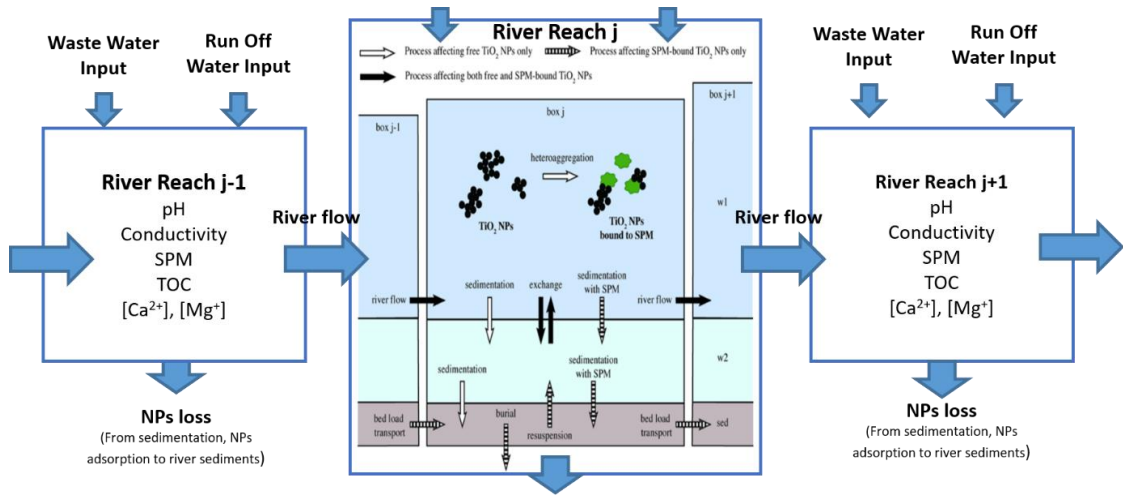 Waste Water
Input
Run Off
Water Input
River Reach j-1
pH
Conductivity
SPM
TOC
[Ca²⁺], [Mg⁺]
NPs loss
(From sedimentation, NPs
adsorption to river sediments)
River flow
River Reach j
Process affecting free TiO₂ NPs only
Process affecting SPM-bound TiO₂ NPs only
Process affecting both free and SPM-bound TiO₂ NPs
box j-1
box j
box j+1
heteroaggregation
TiO₂ NPs
TiO₂ NPs
bound to SPM
w1
sedimentation
exchange
sedimentation
with SPM
river flow
river flow
w2
sedimentation
sedimentation
with SPM
bed load
transport
burial
resuspension
bed load
transport
sed
River flow
Waste Water
Input
Run Off
Water Input
River Reach j+1
pH
Conductivity
SPM
TOC
[Ca²⁺], [Mg⁺]
NPs loss
(From sedimentation, NPs
adsorption to river sediments)